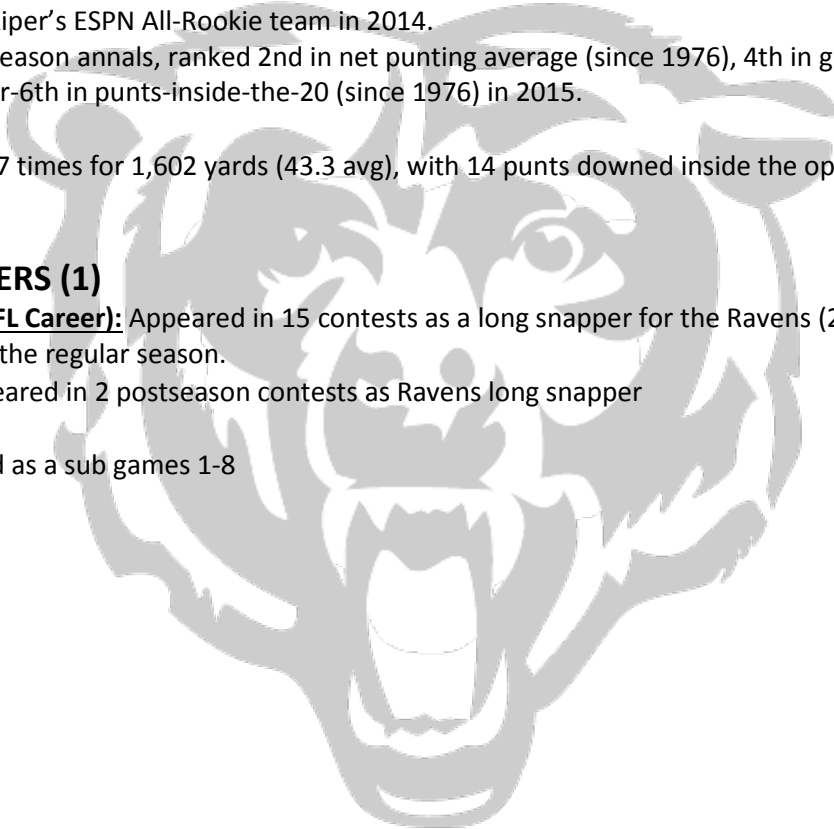 iper’s ESPN All-Rookie team in 2014.
eason annals, ranked 2nd in net punting average (since 1976), 4th in g
r-6th in punts-inside-the-20 (since 1976) in 2015.
7 times for 1,602 yards (43.3 avg), with 14 punts downed inside the op
ERS (1)
FL Career): Appeared in 15 contests as a long snapper for the Ravens (2
the regular season.
eared in 2 postseason contests as Ravens long snapper
d as a sub games 1-8